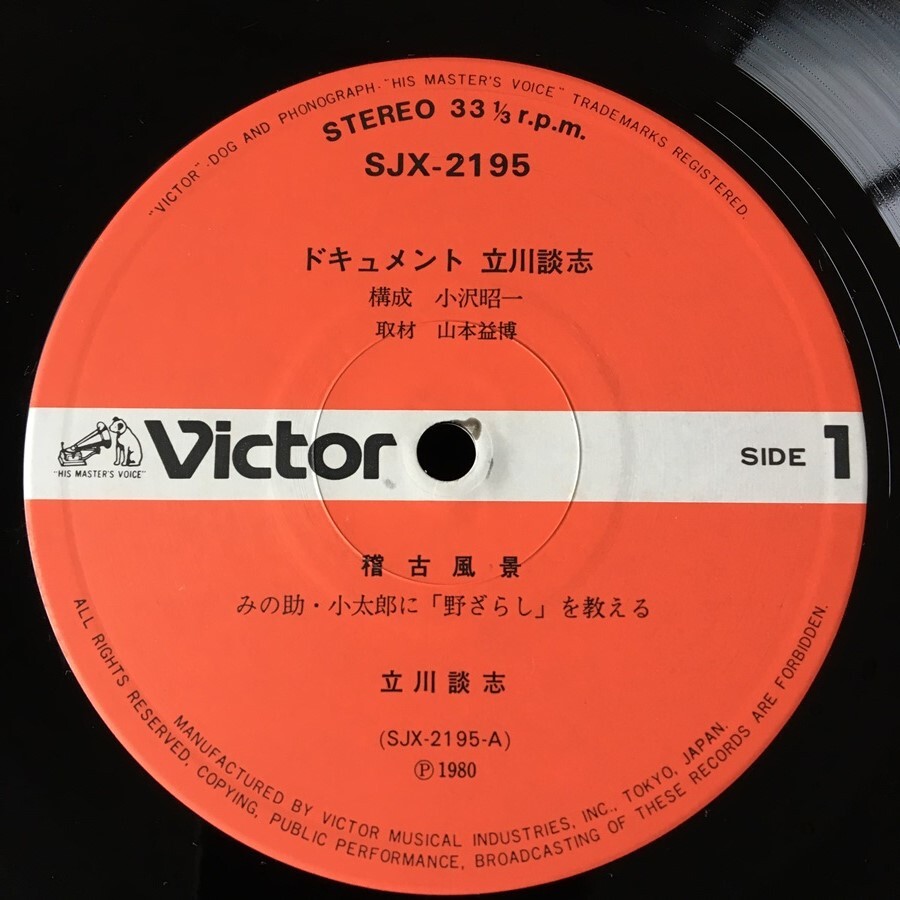 "VICTOR"-DOG AND PHONOGRAPH-"HIS MASTER'S VOICE" TRADEMARKS REGISTERED.
STEREO 33 1/3 r.p.m.
SJX-2195
ドキュメント 立川談志
構成 小沢昭一
取材 山本益博
"HIS MASTER'S VOICE"
Victor
SIDE 1
稽古風景
みの助・小太郎に「野ざらし」を教える
立川談志
(SJX-2195-A)
Ⓟ1980
MANUFACTURED BY VICTOR MUSICAL INDUSTRIES, INC., TOKYO, JAPAN.
ALL RIGHTS RESERVED, COPYING, PUBLIC PERFORMANCE, BROADCASTING OF THESE RECORDS ARE FORBIDDEN.